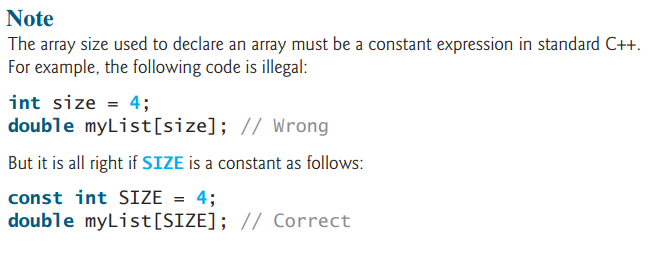 Note
The array size used to declare an array must be a constant expression in standard C++.
For example, the following code is illegal:
int size = 4;
double myList[size]; // Wrong
But it is all right if SIZE is a constant as follows:
const int SIZE = 4;
double myList[SIZE]; // Correct